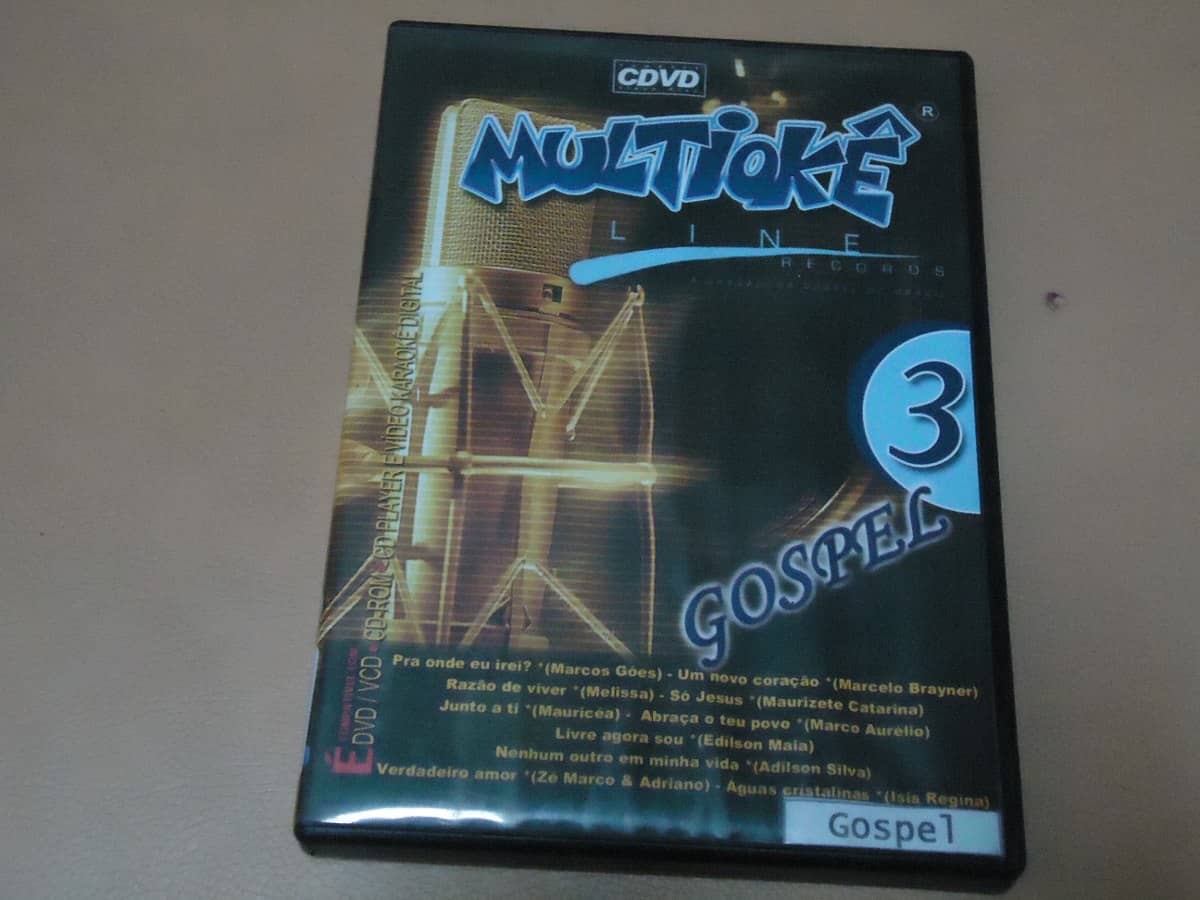 CDVD
MULTIOKÊ ®
LINE
RECORDS
3
GOSPEL
É DVD / VCD • CD-ROM • CD PLAYER E VÍDEO KARAOKÊ DIGITAL
Pra onde eu irei? *(Marcos Góes) - Um novo coração *(Marcelo Brayner)
Razão de viver *(Melissa) - Só Jesus *(Maurizete Catarina)
Junto a ti *(Mauricéa) - Abraça o teu povo *(Marco Aurélio)
Livre agora sou *(Edilson Maia)
Nenhum outro em minha vida *(Adilson Silva)
Verdadeiro amor *(Zé Marco & Adriano) - Águas cristalinas *(Isis Regina)
Gospel